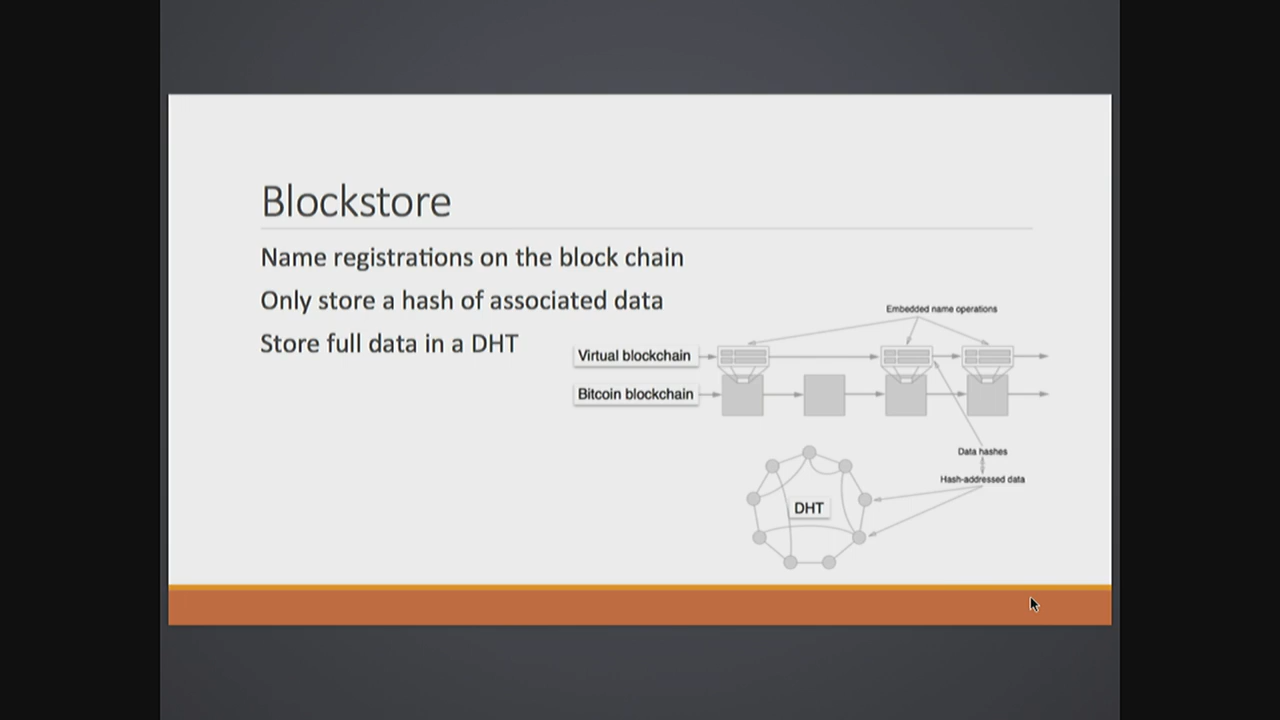 Blockstore
Name registrations on the block chain
Only store a hash of associated data
Store full data in a DHT
Embedded name operations
Virtual blockchain
Bitcoin blockchain
Data hashes
Hash-addressed data
DHT